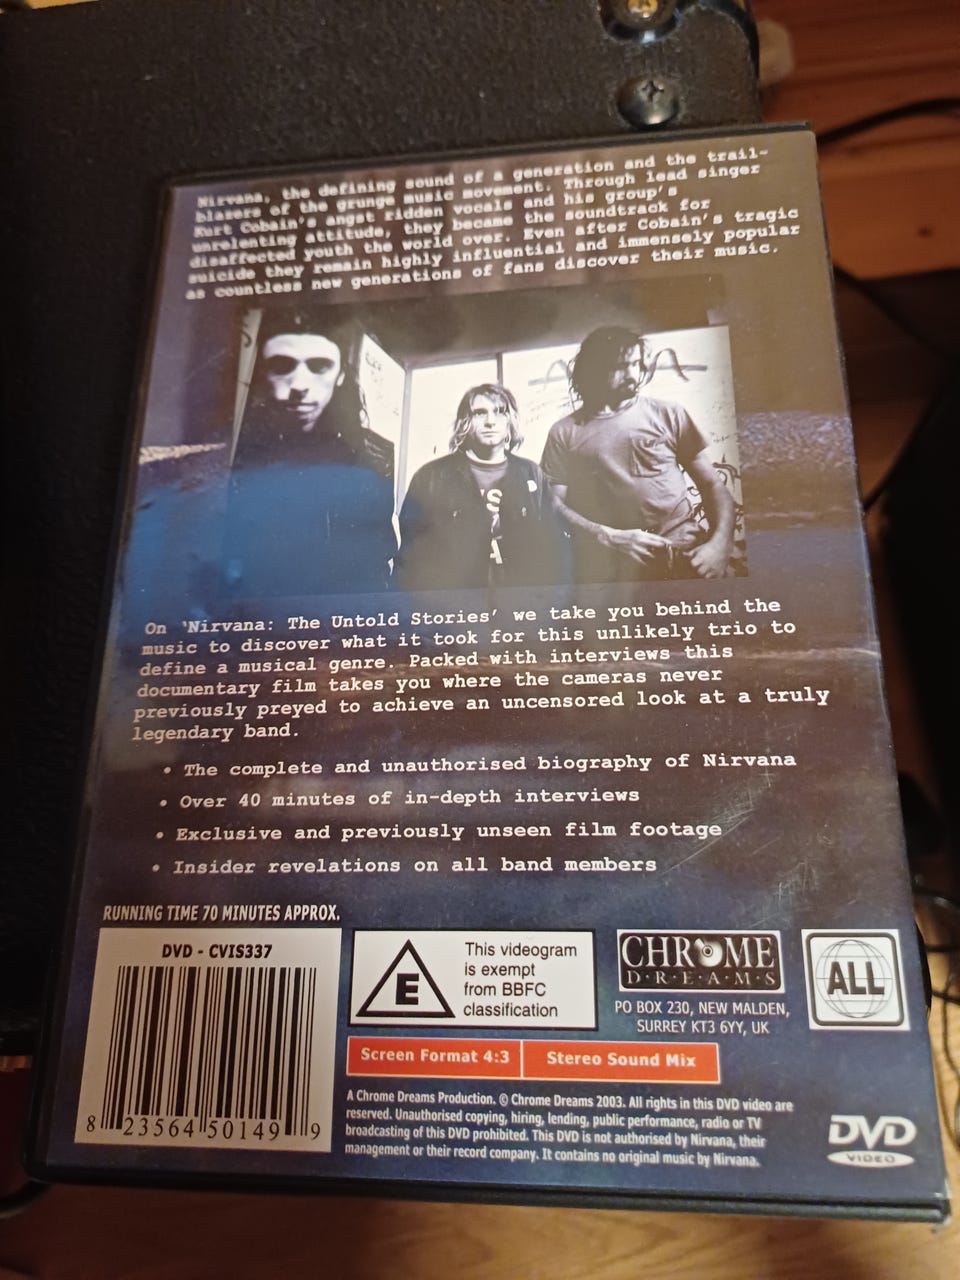 Nirvana, the defining sound of a generation and the trail-
blazers of the grunge music movement. Through lead singer
Kurt Cobain's angst ridden vocals and his group's
unrelenting attitude, they became the soundtrack for
disaffected youth the world over. Even after Cobain's tragic
suicide they remain highly influential and immensely popular
as countless new generations of fans discover their music.
On 'Nirvana: The Untold Stories' we take you behind the
music to discover what it took for this unlikely trio to
define a musical genre. Packed with interviews this
documentary film takes you where the cameras never
previously preyed to achieve an uncensored look at a truly
legendary band.
• The complete and unauthorised biography of Nirvana
• Over 40 minutes of in-depth interviews
• Exclusive and previously unseen film footage
• Insider revelations on all band members
RUNNING TIME 70 MINUTES APPROX.
DVD - CVIS337
8 23564 50149 9
E
This videogram
is exempt
from BBFC
classification
CHROME
D·R·E·A·M·S
PO BOX 230, NEW MALDEN,
SURREY KT3 6YY, UK
ALL
Screen Format 4:3
Stereo Sound Mix
A Chrome Dreams Production. © Chrome Dreams 2003. All rights in this DVD video are
reserved. Unauthorised copying, hiring, lending, public performance, radio or TV
broadcasting of this DVD prohibited. This DVD is not authorised by Nirvana, their
management or their record company. It contains no original music by Nirvana.
DVD
VIDEO